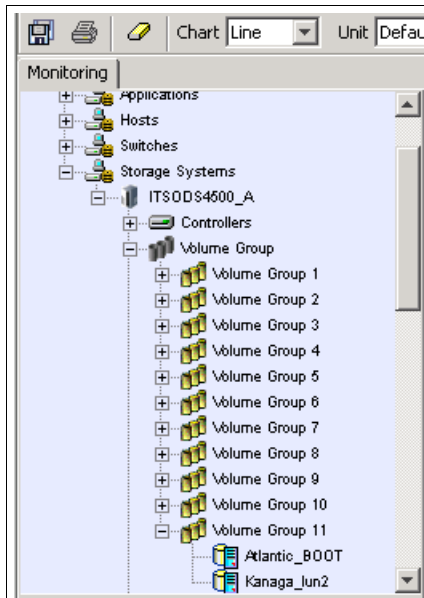 Chart Line Unit Defau
Monitoring
Applications
Hosts
Switches
Storage Systems
ITSODS4500_A
Controllers
Volume Group
Volume Group 1
Volume Group 2
Volume Group 3
Volume Group 4
Volume Group 5
Volume Group 6
Volume Group 7
Volume Group 8
Volume Group 9
Volume Group 10
Volume Group 11
Atlantic_BOOT
Kanaga_lun2